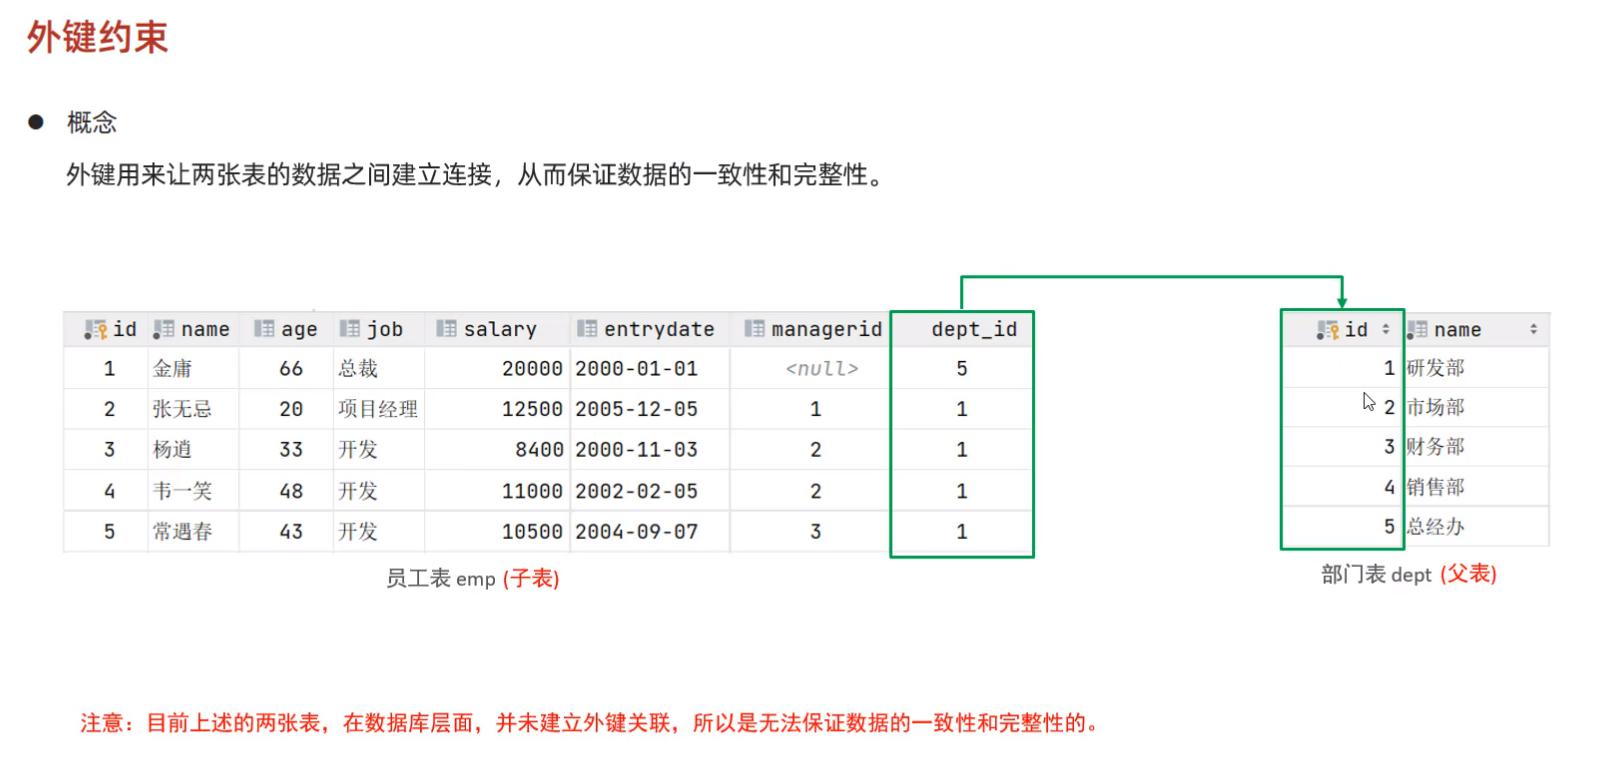 外键约束
● 概念
外键用来让两张表的数据之间建立连接，从而保证数据的一致性和完整性。
id name age job salary entrydate managerid dept_id
1 金庸 66 总裁 20000 2000-01-01 <null> 5
2 张无忌 20 项目经理 12500 2005-12-05 1 1
3 杨逍 33 开发 8400 2000-11-03 2 1
4 韦一笑 48 开发 11000 2002-02-05 2 1
5 常遇春 43 开发 10500 2004-09-07 3 1
员工表 emp (子表)
id name
1 研发部
2 市场部
3 财务部
4 销售部
5 总经办
部门表 dept (父表)
注意：目前上述的两张表，在数据库层面，并未建立外键关联，所以是无法保证数据的一致性和完整性的。